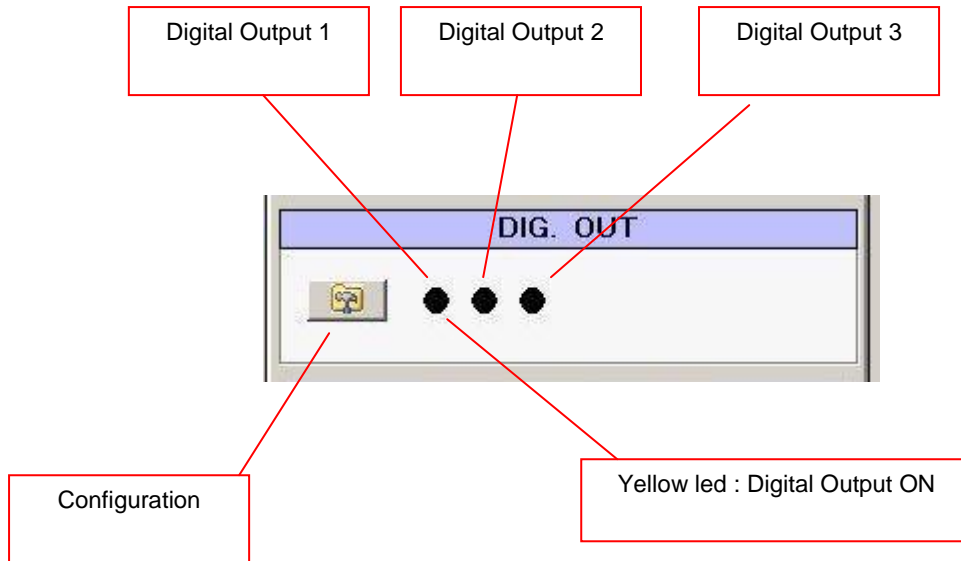 Digital Output 1
Digital Output 2
Digital Output 3
DIG. OUT
Configuration
Yellow led : Digital Output ON